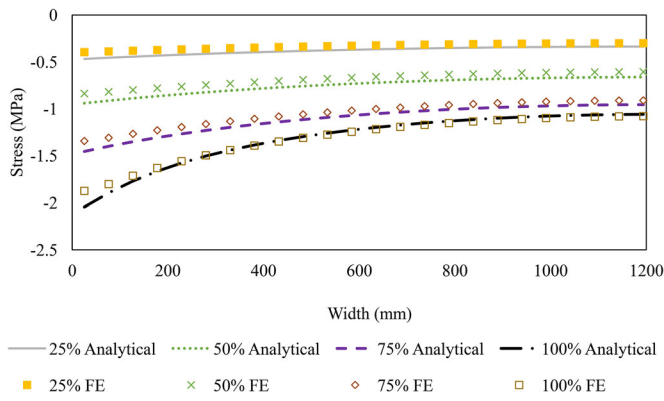 0
-0.5
-1
-1.5
-2
-2.5
Stress (MPa)
0 200 400 600 800 1000 1200
Width (mm)
25% Analytical 50% Analytical 75% Analytical 100% Analytical
25% FE 50% FE 75% FE 100% FE